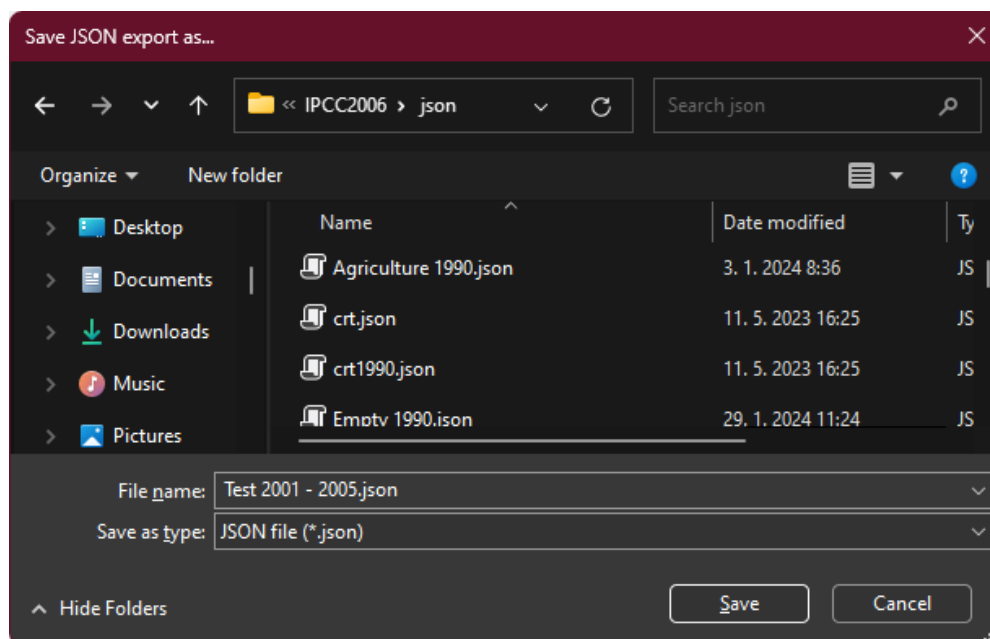 Save JSON export as...
« IPCC2006 › json
Search json
Organize
New folder
?
Name
Date modified
Ty
Desktop
Documents
Downloads
Music
Pictures
Agriculture 1990.json 3. 1. 2024 8:36 JS
crt.json 11. 5. 2023 16:25 JS
crt1990.json 11. 5. 2023 16:25 JS
Empty 1990.json 29. 1. 2024 11:24 JS
File name: Test 2001 - 2005.json
Save as type: JSON file (*.json)
Hide Folders
Save
Cancel